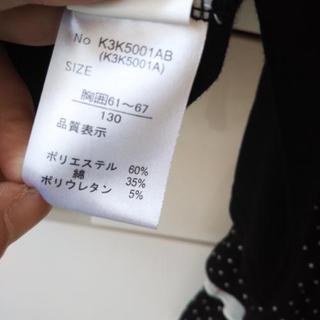 No K3K5001AB
(K3K5001A)
SIZE
胸囲61～67
130
品質表示
ポリエステル 60%
綿 35%
ポリウレタン 5%